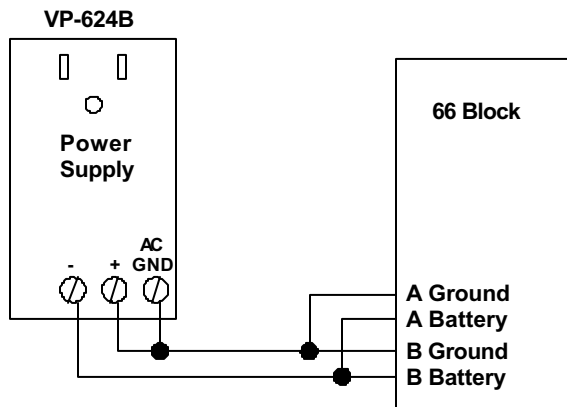 VP-624B
66 Block
Power
Supply
AC
- + GND
A Ground
A Battery
B Ground
B Battery